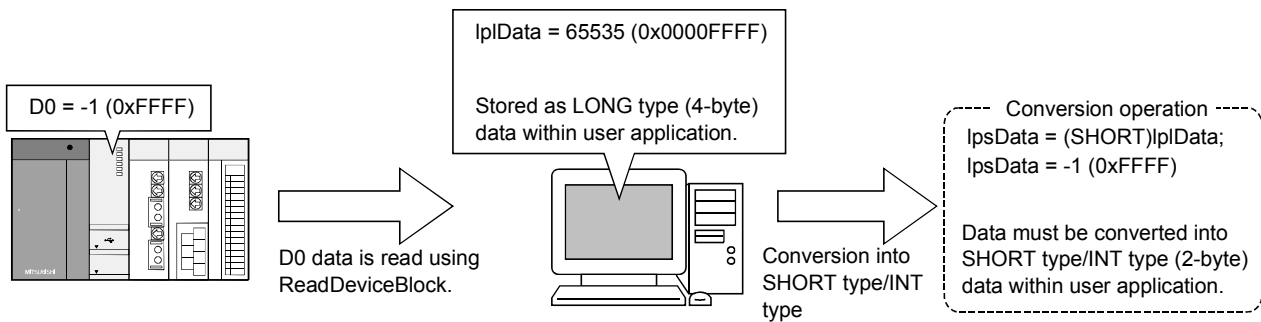 D0 = -1 (0xFFFF)
MITSUBISHI
D0 data is read using
ReadDeviceBlock.
lplData = 65535 (0x0000FFFF)
Stored as LONG type (4-byte)
data within user application.
Conversion into
SHORT type/INT
type
Conversion operation
lpsData = (SHORT)lplData;
lpsData = -1 (0xFFFF)
Data must be converted into
SHORT type/INT type (2-byte)
data within user application.